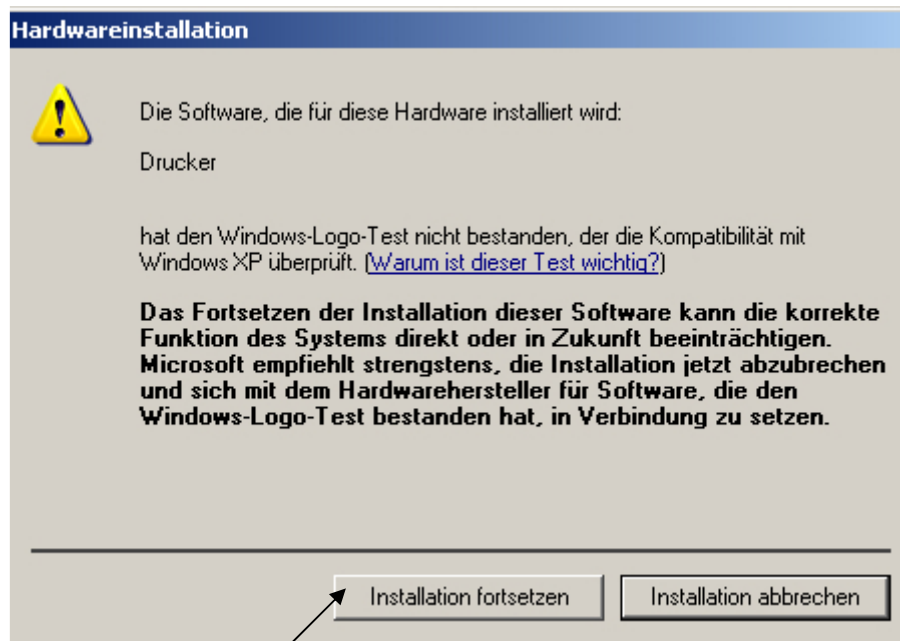 Hardwareinstallation
Die Software, die für diese Hardware installiert wird:
Drucker
hat den Windows-Logo-Test nicht bestanden, der die Kompatibilität mit
Windows XP überprüft. (Warum ist dieser Test wichtig?)
Das Fortsetzen der Installation dieser Software kann die korrekte
Funktion des Systems direkt oder in Zukunft beeinträchtigen.
Microsoft empfiehlt strengstens, die Installation jetzt abzubrechen
und sich mit dem Hardwarehersteller für Software, die den
Windows-Logo-Test bestanden hat, in Verbindung zu setzen.
Installation fortsetzen
Installation abbrechen